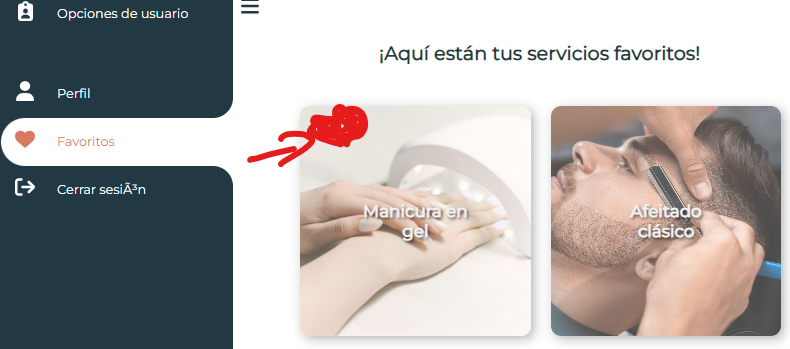 Opciones de usuario
Perfil
Favoritos
Cerrar sesiÃ³n
¡Aquí están tus servicios favoritos!
Manicura en
gel
Afeitado
clásico